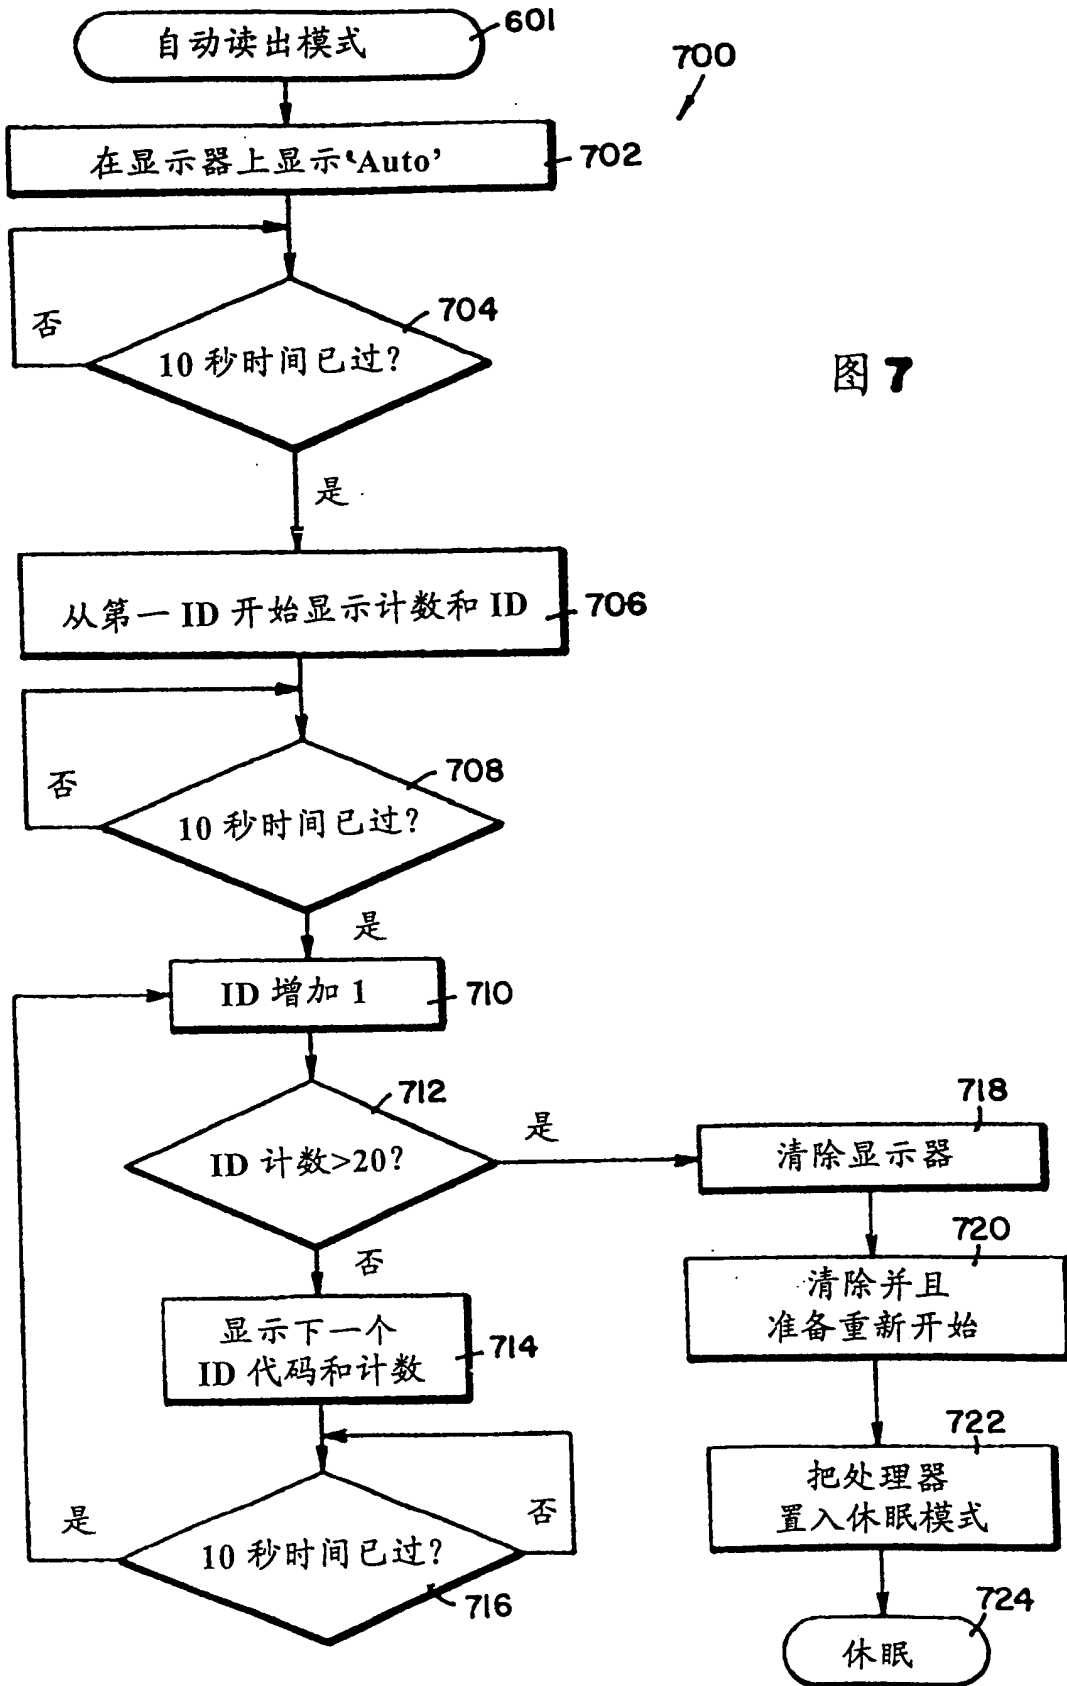 自动读出模式
601
700
在显示器上显示‘Auto’
702
否
704
10 秒时间已过?
图 7
是
从第一 ID 开始显示计数和 ID
706
否
708
10 秒时间已过?
是
ID 增加 1
710
712
ID 计数>20?
是
718
清除显示器
否
720
清除并且
准备重新开始
显示下一个
ID 代码和计数
714
722
把处理器
置入休眠模式
是
否
10 秒时间已过?
716
724
休眠